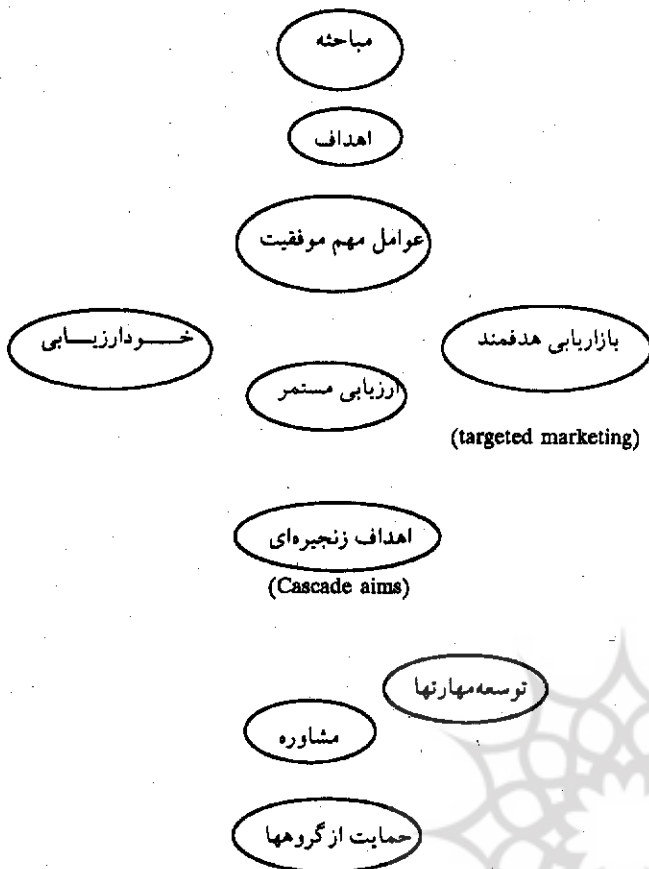 مباحثه
اهداف
عوامل مهم موفقیت
بازاریابی هدفمند
خــودارزیــابی
ارزیابی مستمر
(targeted marketing)
اهداف زنجیره‌ای
(Cascade aims)
توسعه‌مهارتها
مشاوره
حمایت از گروهها